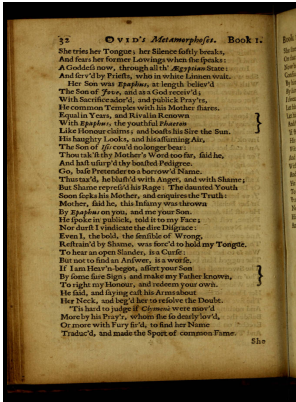 32 OVID's Metamorphoses. Book 1.
She tries her Tongue; her Silence softly breaks,
And fears her former Lowings when she speaks:
A Goddess now, through all th' Ægyptian State:
And serv'd by Priests, who in white Linnen wait.
Her Son was Epaphus, at length believ'd
The Son of Jove, and as a God receiv'd;
With Sacrifice ador'd, and publick Pray'rs,
He common Temples with his Mother shares.
Equal in Years, and Rival in Renown
With Epaphus, the youthful Phaeton
Like Honour claims; and boasts his Sire the Sun.
His haughty Looks, and his assuming Air,
The Son of Isis cou'd no longer bear:
Thou tak'st thy Mother's Word too far, said he,
And hast usurp'd thy boasted Pedigree.
Go, base Pretender to a borrow'd Name.
Thus tax'd, he blush'd with Anger, and with Shame;
But Shame repress'd his Rage: The daunted Youth
Soon seeks his Mother, and enquires the Truth:
Mother, said he, this Infamy was thrown
By Epaphus on you, and me your Son.
He spoke in publick, told it to my Face;
Nor durst I vindicate the dire Disgrace:
Even I, the bold, the sensible of Wrong,
Restrain'd by Shame, was forc'd to hold my Tongue.
To hear an open Slander, is a Curse:
But not to find an Answer, is a worse.
If I am Heav'n-begot, assert your Son
By some sure Sign; and make my Father known,
To right my Honour, and redeem your own.
He said, and saying cast his Arms about
Her Neck, and beg'd her to resolve the Doubt.
'Tis hard to judge if Clymenè were mov'd
More by his Pray'r, whom she so dearly lov'd,
Or more with Fury fir'd, to find her Name
Traduc'd, and made the Sport of common Fame.
She